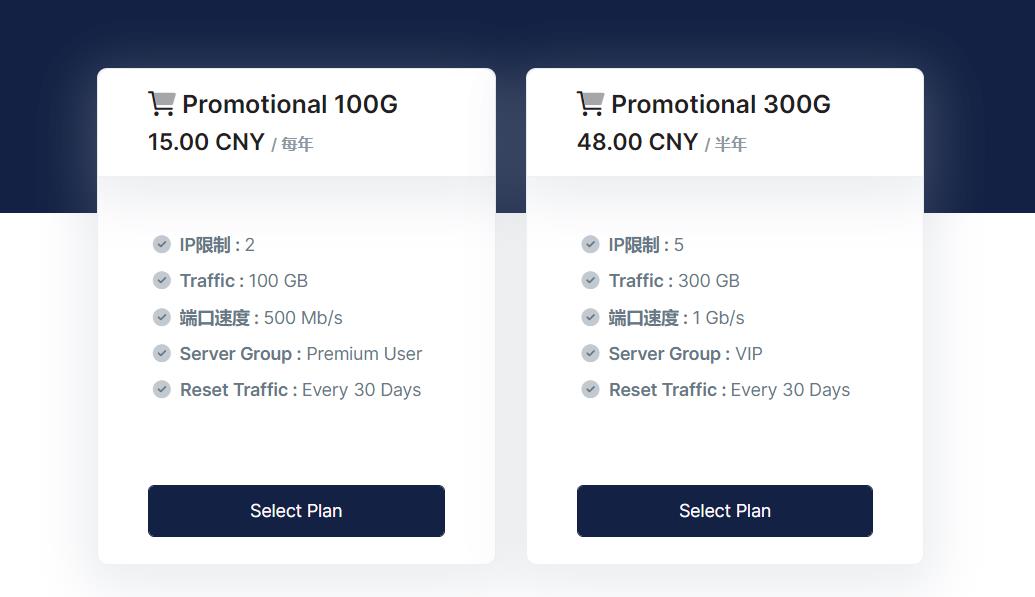 Promotional 100G
15.00 CNY / 每年
IP限制 : 2
Traffic : 100 GB
端口速度 : 500 Mb/s
Server Group : Premium User
Reset Traffic : Every 30 Days
Select Plan
Promotional 300G
48.00 CNY / 半年
IP限制 : 5
Traffic : 300 GB
端口速度 : 1 Gb/s
Server Group : VIP
Reset Traffic : Every 30 Days
Select Plan